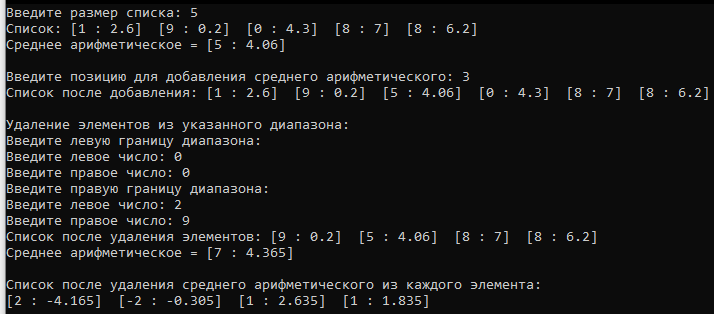 Введите размер списка: 5
Список: [1 : 2.6]  [9 : 0.2]  [0 : 4.3]  [8 : 7]  [8 : 6.2]
Среднее арифметическое = [5 : 4.06]
Введите позицию для добавления среднего арифметического: 3
Список после добавления: [1 : 2.6]  [9 : 0.2]  [5 : 4.06]  [0 : 4.3]  [8 : 7]  [8 : 6.2]
Удаление элементов из указанного диапазона:
Введите левую границу диапазона:
Введите левое число: 0
Введите правое число: 0
Введите правую границу диапазона:
Введите левое число: 2
Введите правое число: 9
Список после удаления элементов: [9 : 0.2]  [5 : 4.06]  [8 : 7]  [8 : 6.2]
Среднее арифметическое = [7 : 4.365]
Список после удаления среднего арифметического из каждого элемента:
[2 : -4.165]  [-2 : -0.305]  [1 : 2.635]  [1 : 1.835]